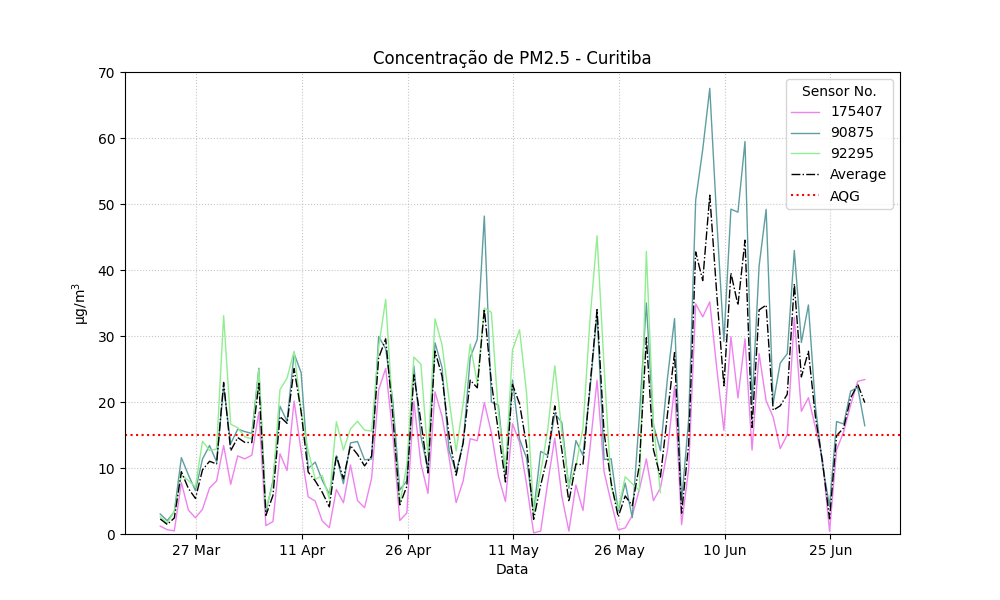 Concentração de PM2.5 - Curitiba
70
60
50
40
30
20
10
0
µg/m³
Sensor No.
175407
90875
92295
Average
AQG
27 Mar
11 Apr
26 Apr
11 May
26 May
10 Jun
25 Jun
Data